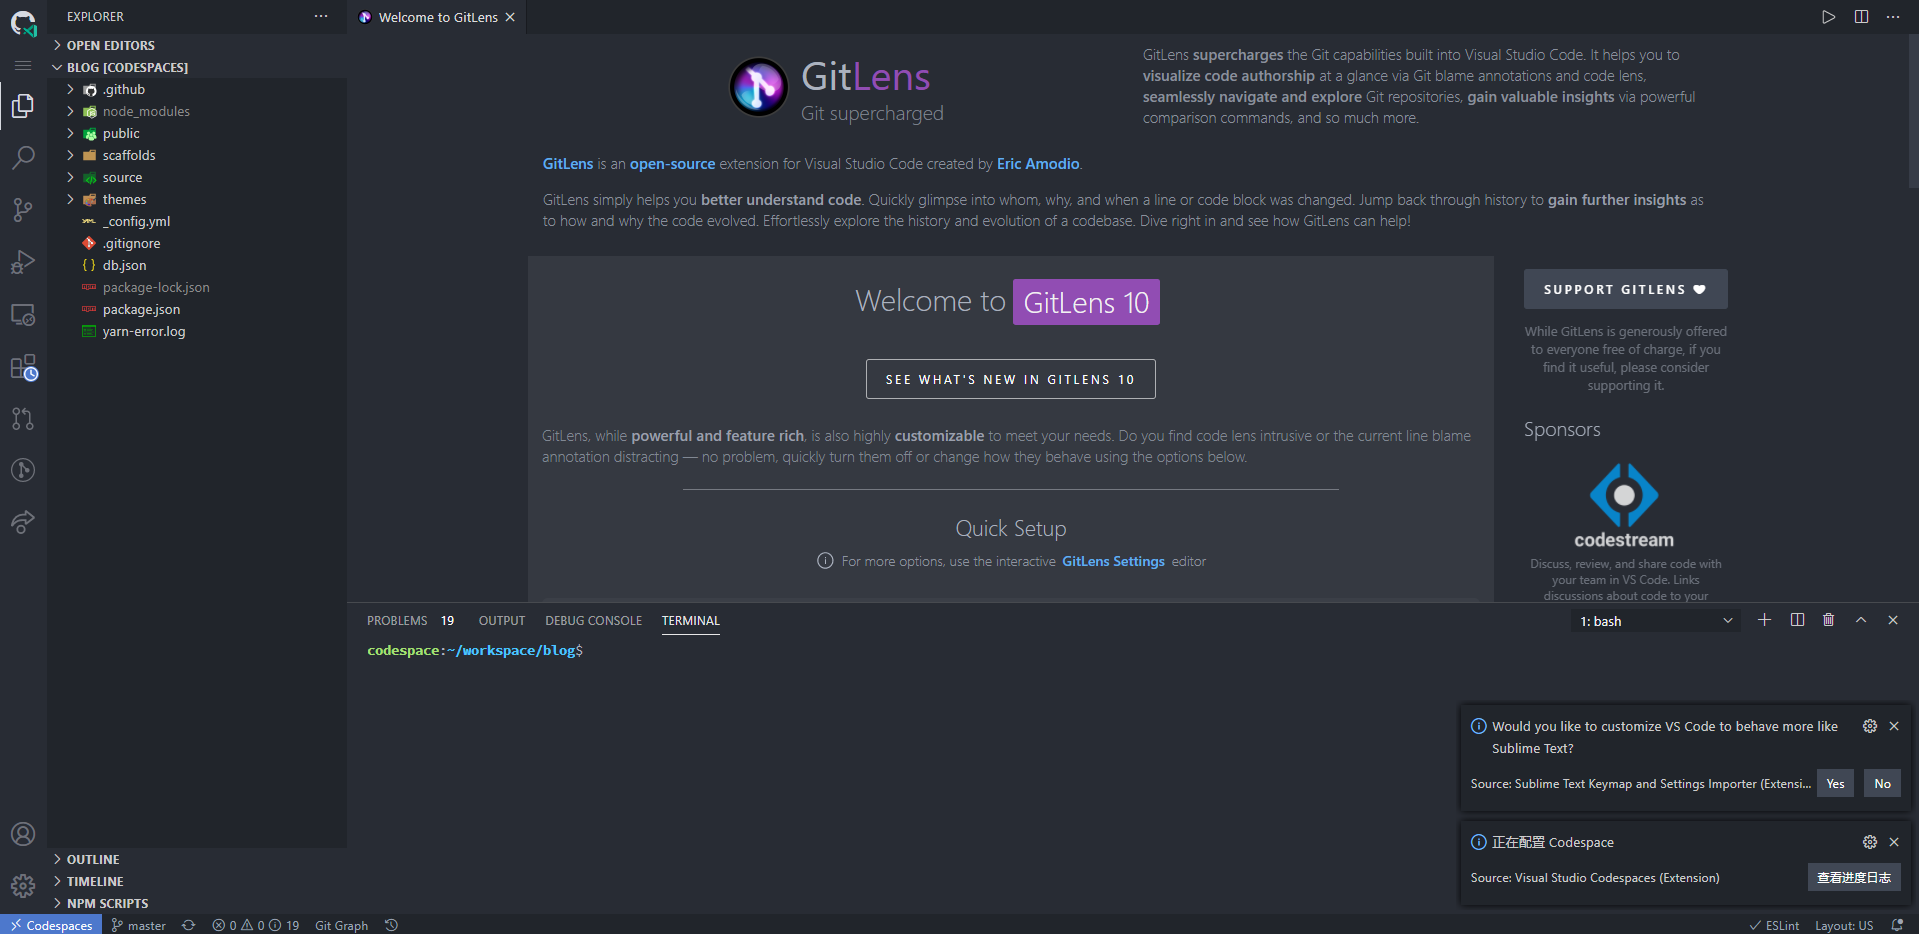 EXPLORER
Welcome to GitLens
OPEN EDITORS
BLOG [CODESPACES]
.github
node_modules
public
scaffolds
source
themes
_config.yml
.gitignore
db.json
package-lock.json
package.json
yarn-error.log
OUTLINE
TIMELINE
NPM SCRIPTS
GitLens
Git supercharged
GitLens supercharges the Git capabilities built into Visual Studio Code. It helps you to
visualize code authorship at a glance via Git blame annotations and code lens,
seamlessly navigate and explore Git repositories, gain valuable insights via powerful
comparison commands, and so much more.
GitLens is an open-source extension for Visual Studio Code created by Eric Amodio.
GitLens simply helps you better understand code. Quickly glimpse into whom, why, and when a line or code block was changed. Jump back through history to gain further insights as
to how and why the code evolved. Effortlessly explore the history and evolution of a codebase. Dive right in and see how GitLens can help!
Welcome to GitLens 10
SEE WHAT'S NEW IN GITLENS 10
GitLens, while powerful and feature rich, is also highly customizable to meet your needs. Do you find code lens intrusive or the current line blame
annotation distracting — no problem, quickly turn them off or change how they behave using the options below.
Quick Setup
For more options, use the interactive GitLens Settings editor
SUPPORT GITLENS ♥
While GitLens is generously offered
to everyone free of charge, if you
find it useful, please consider
supporting it.
Sponsors
codestream
Discuss, review, and share code with
your team in VS Code. Links
discussions about code to your
PROBLEMS 19 OUTPUT DEBUG CONSOLE TERMINAL
1: bash
codespace:~/workspace/blog$
Would you like to customize VS Code to behave more like
Sublime Text?
Source: Sublime Text Keymap and Settings Importer (Extensi...
Yes
No
正在配置 Codespace
Source: Visual Studio Codespaces (Extension)
查看进度日志
Codespaces
master
0 0 19
Git Graph
ESLint
Layout: US